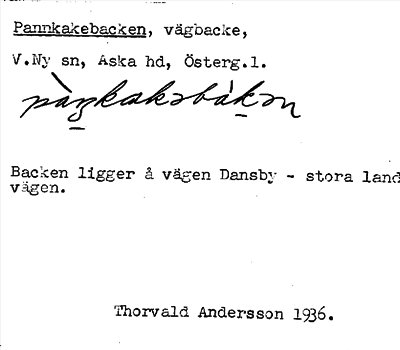 Pannkakebacken, vägbacke,
V.Ny sn, Aska hd, Österg.l.
Backen ligger å vägen Dansby - stora land
vägen.
Thorvald Andersson 1936.